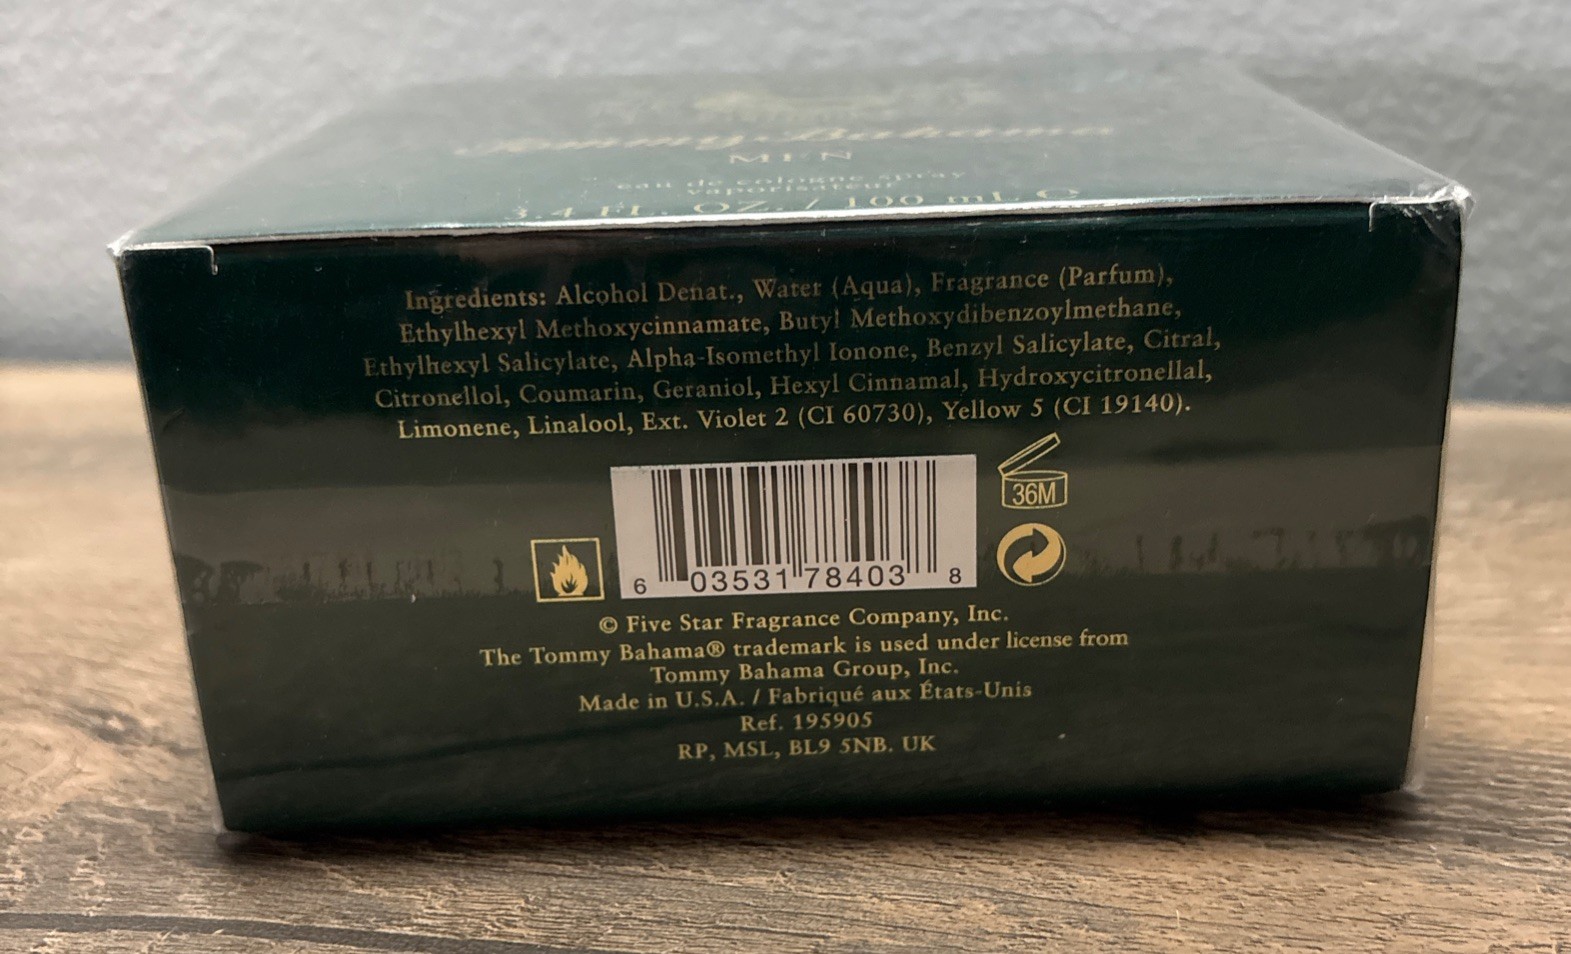 Tommy Bahama
MEN
eau de cologne spray
vaporisateur
3.4 FL. OZ. / 100 mL
Ingredients: Alcohol Denat., Water (Aqua), Fragrance (Parfum),
Ethylhexyl Methoxycinnamate, Butyl Methoxydibenzoylmethane,
Ethylhexyl Salicylate, Alpha-Isomethyl Ionone, Benzyl Salicylate, Citral,
Citronellol, Coumarin, Geraniol, Hexyl Cinnamal, Hydroxycitronellal,
Limonene, Linalool, Ext. Violet 2 (CI 60730), Yellow 5 (CI 19140).
36M
6 03531 78403 8
© Five Star Fragrance Company, Inc.
The Tommy Bahama® trademark is used under license from
Tommy Bahama Group, Inc.
Made in U.S.A. / Fabriqué aux États-Unis
Ref. 195905
RP, MSL, BL9 5NB. UK